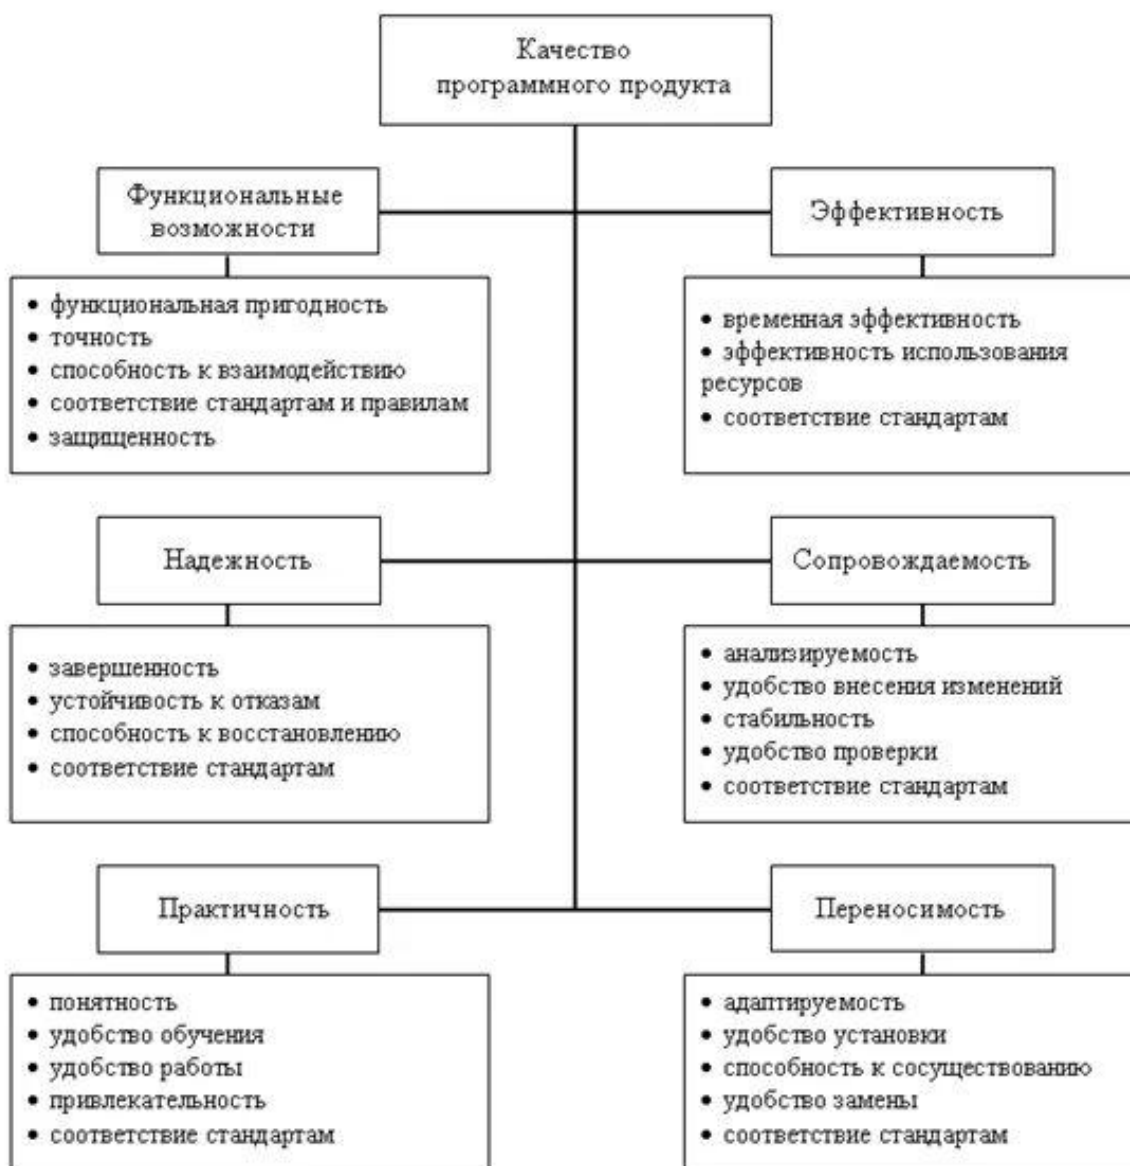 Качество
программного продукта
Функциональные
возможности
Эффективность
• функциональная пригодность
• точность
• способность к взаимодействию
• соответствие стандартам и правилам
• защищенность
• временная эффективность
• эффективность использования
ресурсов
• соответствие стандартам
Надежность
Сопровождаемость
• завершенность
• устойчивость к отказам
• способность к восстановлению
• соответствие стандартам
• анализируемость
• удобство внесения изменений
• стабильность
• удобство проверки
• соответствие стандартам
Практичность
Переносимость
• понятность
• удобство обучения
• удобство работы
• привлекательность
• соответствие стандартам
• адаптируемость
• удобство установки
• способность к сосуществованию
• удобство замены
• соответствие стандартам